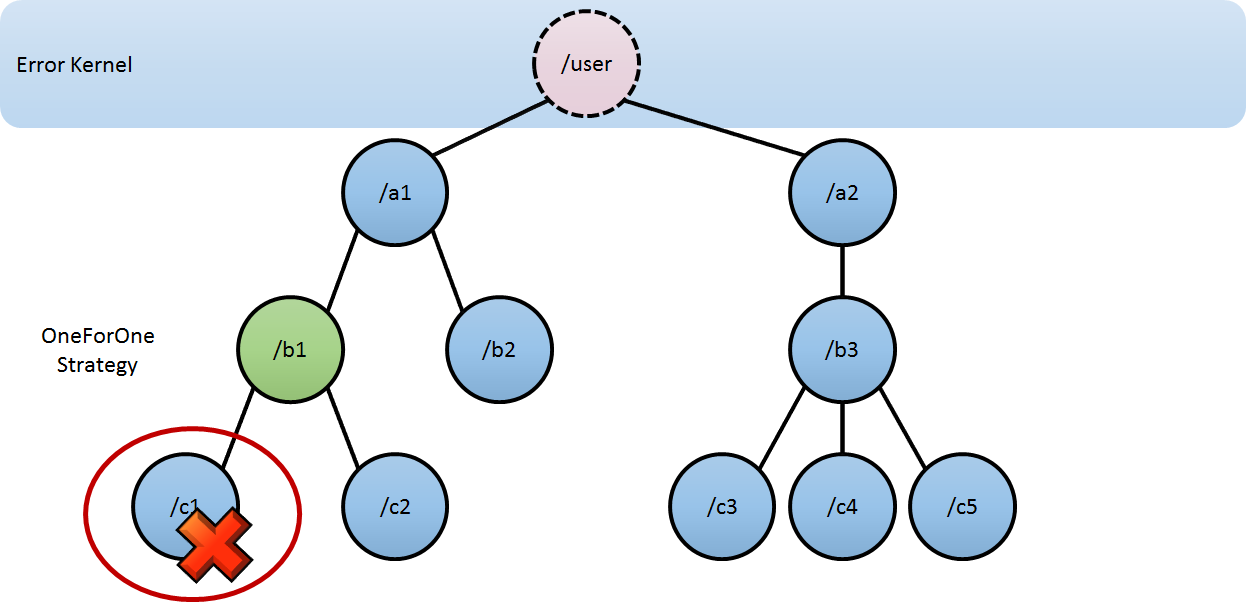 Error Kernel
/user
/a1
/a2
OneForOne
Strategy
/b1
/b2
/b3
/c1
/c2
/c3
/c4
/c5